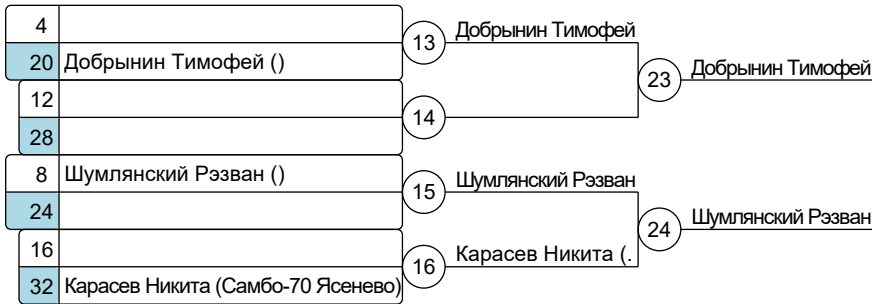 4
13
Добрынин Тимофей
20 Добрынин Тимофей ()
23
Добрынин Тимофей
12
14
28
8 Шумлянский Рэзван ()
15
Шумлянский Рэзван
24
24
Шумлянский Рэзван
16
16
Карасев Никита (.
32 Карасев Никита (Самбо-70 Ясенево)